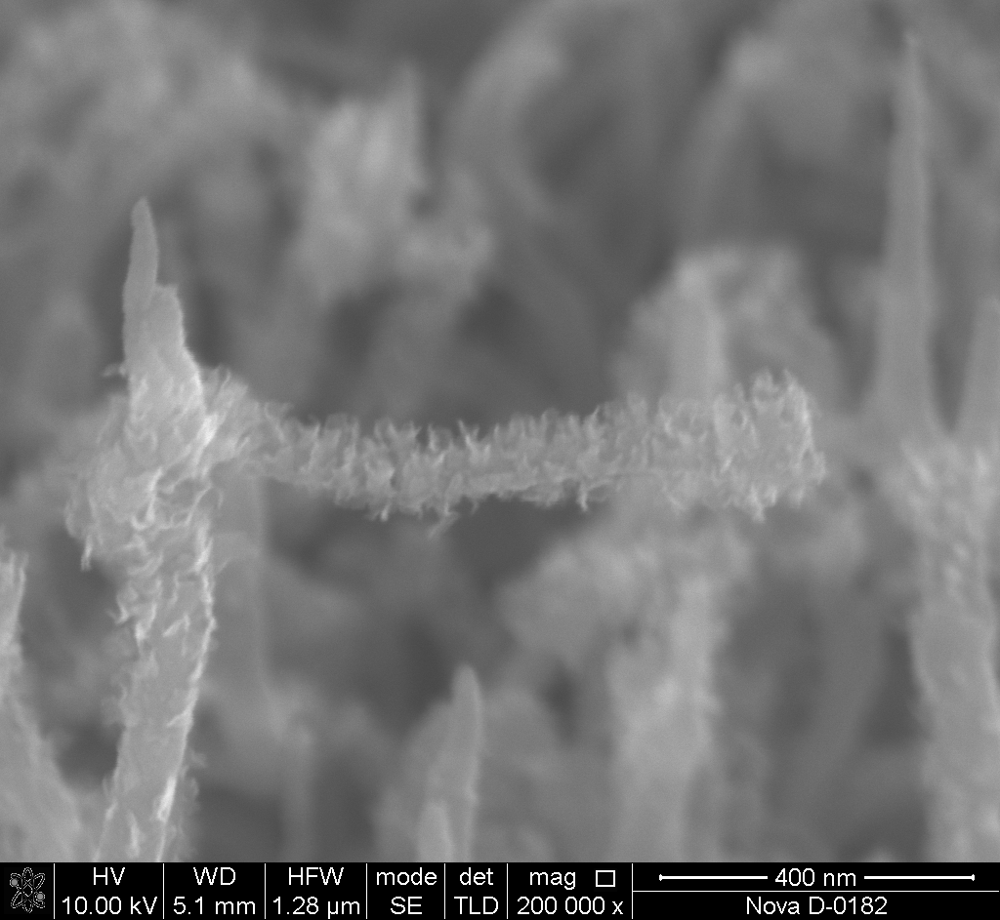 HV WD HFW mode det mag 400 nm
10.00 kV 5.1 mm 1.28 µm SE TLD 200 000 x Nova D-0182